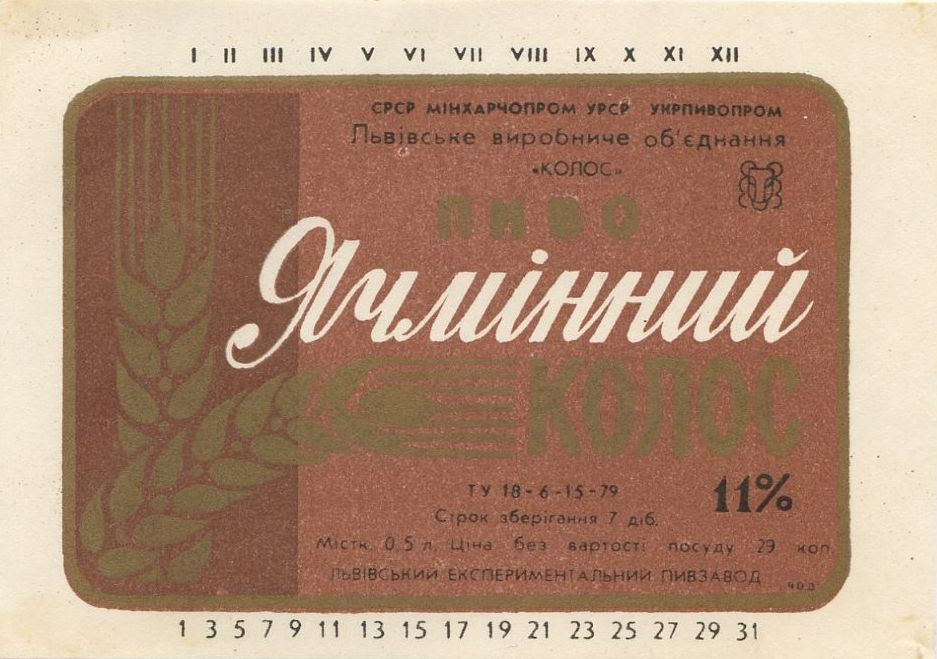 I II III IV V VI VII VIII IX X XI XII
СРСР МІНХАРЧОПРОМ УРСР УКРПИВОПРОМ
Львівське виробниче об'єднання
«КОЛОС»
ПИВО
Ячмінний
КОЛОС
ТУ 18-6-15-79
11%
Строк зберігання 7 діб.
Містк. 0,5 л. Ціна без вартості посуду 29 коп
ЛЬВІВСЬКИЙ ЕКСПЕРИМЕНТАЛЬНИЙ ПИВЗАВОД
1 3 5 7 9 11 13 15 17 19 21 23 25 27 29 31